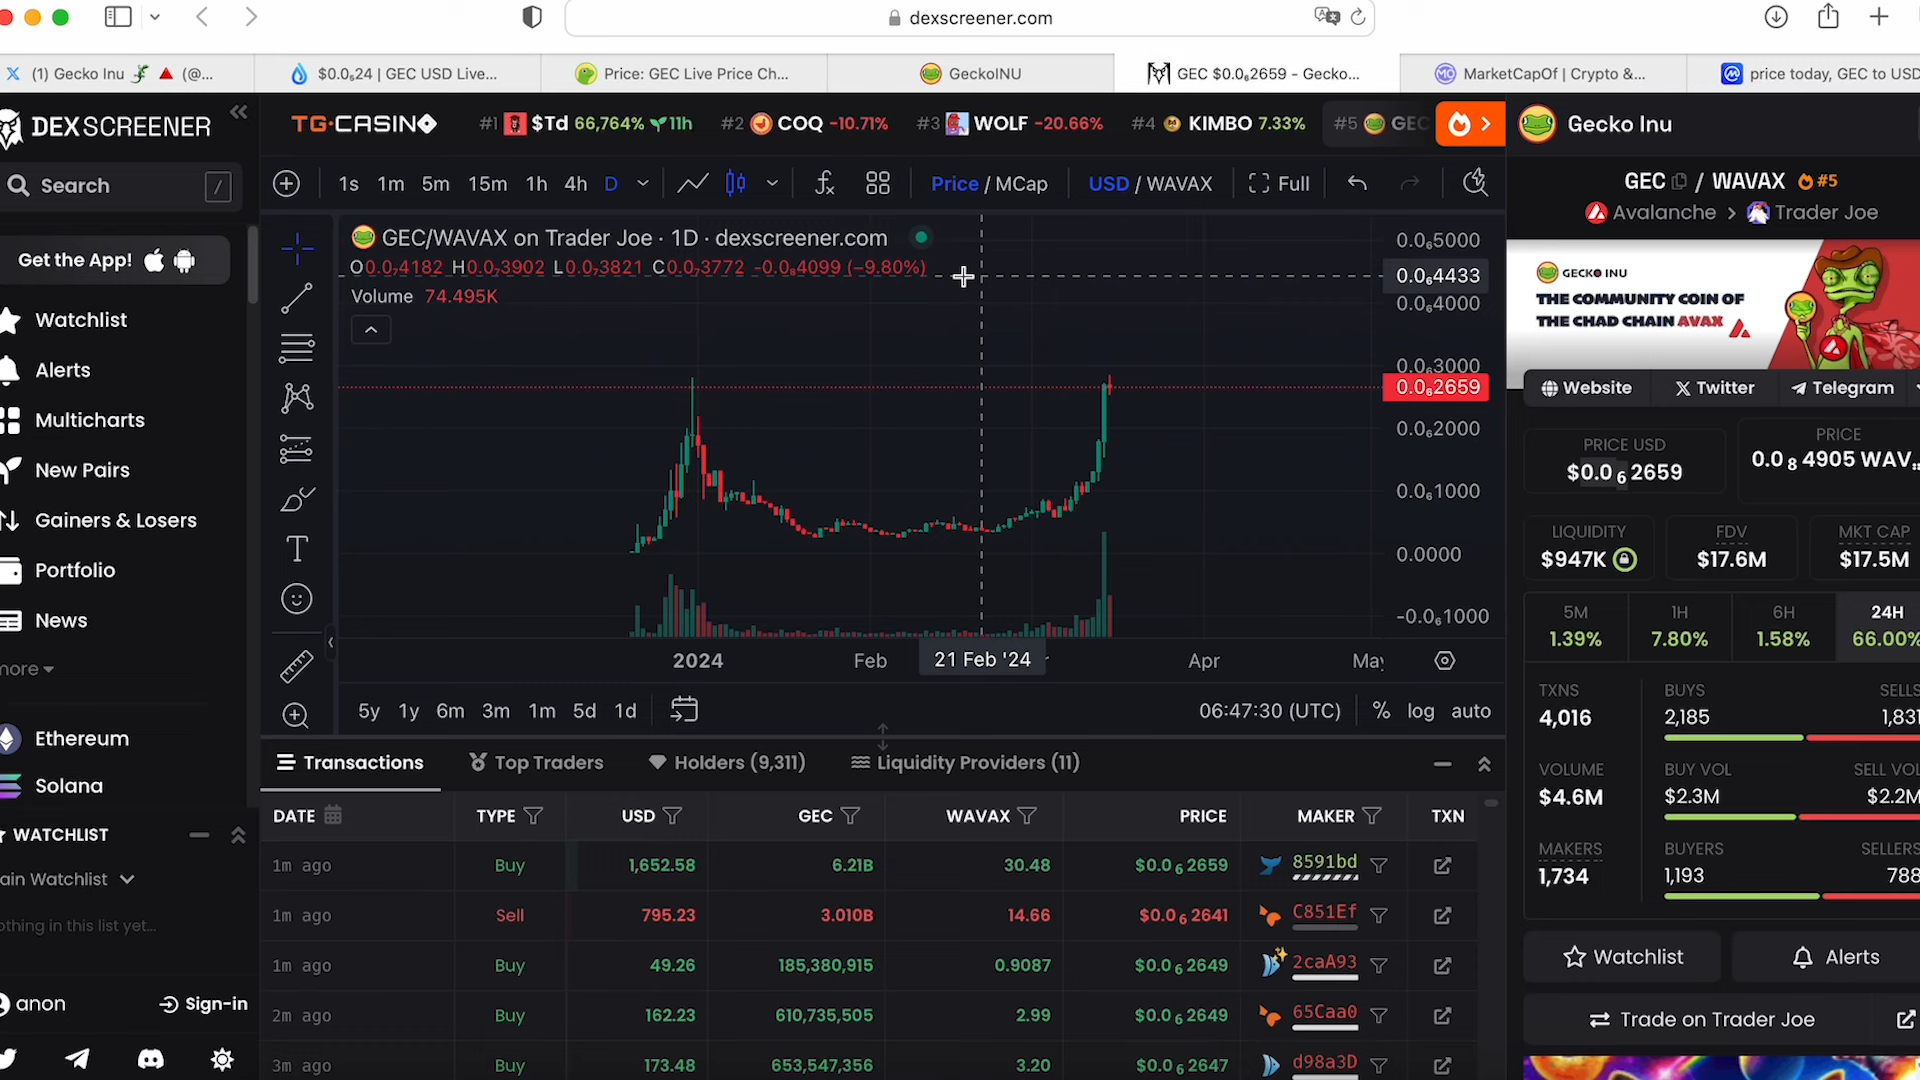 dexscreener.com
(1) Gecko Inu (@...
$0.0₆24 | GEC USD Live...
Price: GEC Live Price Ch...
GeckoINU
GEC $0.0₆2659 - Gecko...
MarketCapOf | Crypto &...
price today, GEC to USD
DEXSCREENER
TG.CASINO
#1 $Td 66,764% 11h
#2 COQ -10.71%
#3 WOLF -20.66%
#4 KIMBO 7.33%
#5 GEC
Gecko Inu
Search /
1s 1m 5m 15m 1h 4h D
Price / MCap
USD / WAVAX
Full
GEC / WAVAX #5
Avalanche > Trader Joe
Get the App!
GEC/WAVAX on Trader Joe · 1D · dexscreener.com
O0.0₇4182 H0.0₇3902 L0.0₇3821 C0.0₇3772 -0.0₈4099 (−9.80%)
Volume 74.495K
0.0₆5000
0.0₆4433
0.0₆4000
0.0₆3000
0.0₆2659
0.0₆2000
0.0₆1000
0.0000
-0.0₆1000
GECKO INU
THE COMMUNITY COIN OF
THE CHAD CHAIN AVAX
Watchlist
Alerts
Multicharts
New Pairs
Gainers & Losers
Portfolio
News
more
Website
Twitter
Telegram
PRICE USD
$0.0₆2659
PRICE
0.0₈4905 WAV...
LIQUIDITY
$947K
FDV
$17.6M
MKT CAP
$17.5M
5M
1.39%
1H
7.80%
6H
1.58%
24H
66.00%
2024 Feb 21 Feb '24 Apr May
5y 1y 6m 3m 1m 5d 1d
06:47:30 (UTC) % log auto
TXNS
4,016
BUYS
2,185
SELLS
1,831
VOLUME
$4.6M
BUY VOL
$2.3M
SELL VOL
$2.2M
MAKERS
1,734
BUYERS
1,193
SELLERS
788
Ethereum
Solana
WATCHLIST
ain Watchlist
othing in this list yet...
anon
Sign-in
Transactions
Top Traders
Holders (9,311)
Liquidity Providers (11)
DATE TYPE USD GEC WAVAX PRICE MAKER TXN
1m ago Buy 1,652.58 6.21B 30.48 $0.0₆2659 8591bd
1m ago Sell 795.23 3.010B 14.66 $0.0₆2641 C851Ef
1m ago Buy 49.26 185,380,915 0.9087 $0.0₆2649 2caA93
2m ago Buy 162.23 610,735,505 2.99 $0.0₆2649 65Caa0
3m ago Buy 173.48 653,547,356 3.20 $0.0₆2647 d98a3D
Watchlist
Alerts
Trade on Trader Joe